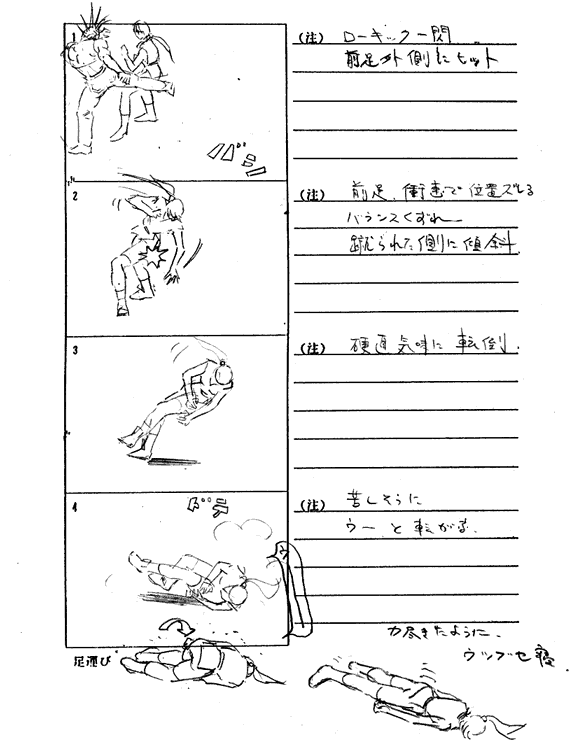 1
(注) ローキック一閃
前足外側にヒット
バシッ
2
(注) 前足、衝撃で位置ズレる
バランスくずれ
蹴られた側に傾斜
3
(注) 硬直気味に転倒.
4
ドテ
(注) 苦しそうに
ウーと転がる.
力尽きたように、
ウツブセ寝.
足運び